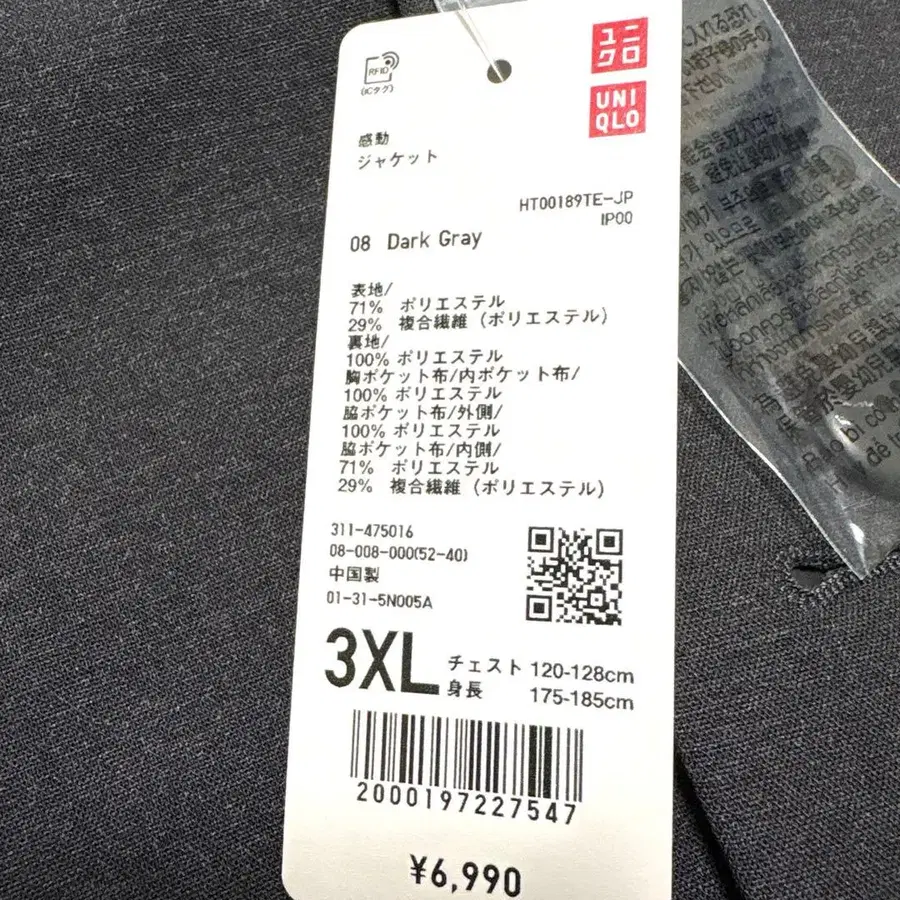 RFID
(ICタグ)
ユニ
クロ
UNI
QLO
感動
ジャケット
HT00189TE-JP
IP00
08 Dark Gray
表地/
71% ポリエステル
29% 複合繊維 (ポリエステル)
裏地/
100% ポリエステル
胸ポケット布/内ポケット布/
100% ポリエステル
脇ポケット布/外側/
100% ポリエステル
脇ポケット布/内側/
71% ポリエステル
29% 複合繊維 (ポリエステル)
311-475016
08-008-000(52-40)
中国製
01-31-5N005A
3XL
チェスト 120-128cm
身長 175-185cm
2000197227547
¥6,990